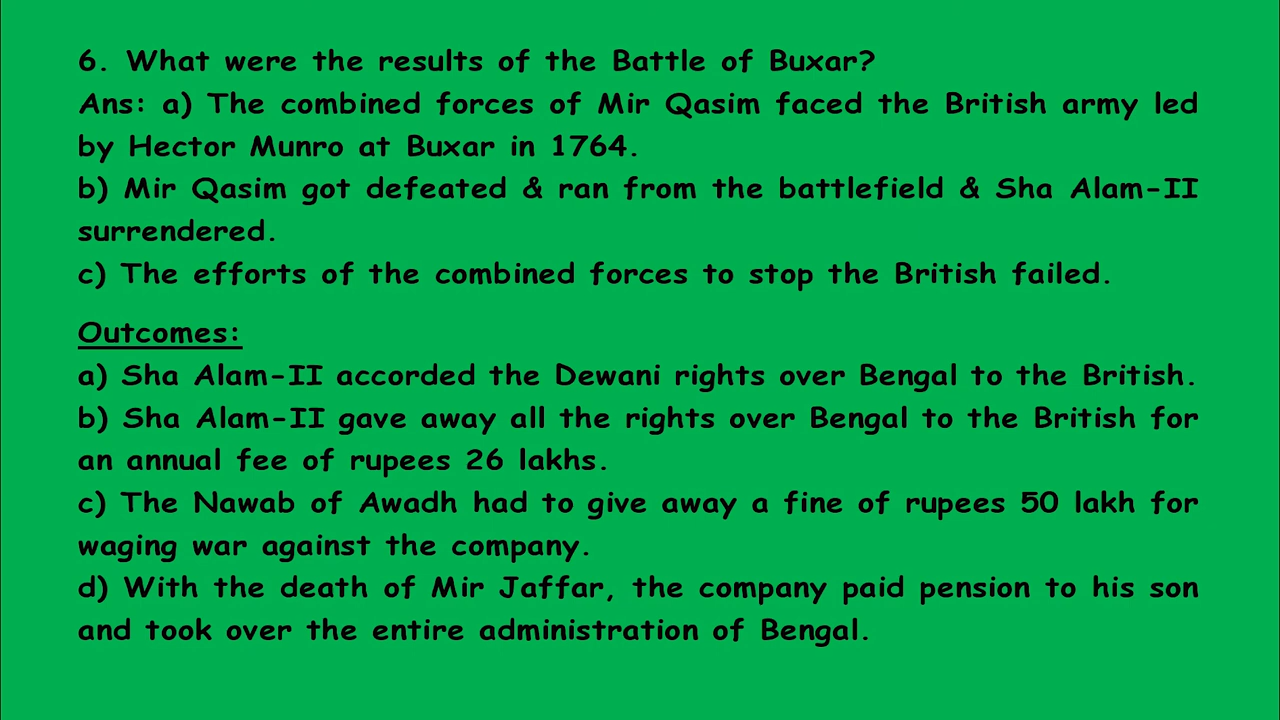 6. What were the results of the Battle of Buxar?
Ans: a) The combined forces of Mir Qasim faced the British army led
by Hector Munro at Buxar in 1764.
b) Mir Qasim got defeated & ran from the battlefield & Sha Alam-II
surrendered.
c) The efforts of the combined forces to stop the British failed.
Outcomes:
a) Sha Alam-II accorded the Dewani rights over Bengal to the British.
b) Sha Alam-II gave away all the rights over Bengal to the British for
an annual fee of rupees 26 lakhs.
c) The Nawab of Awadh had to give away a fine of rupees 50 lakh for
waging war against the company.
d) With the death of Mir Jaffar, the company paid pension to his son
and took over the entire administration of Bengal.